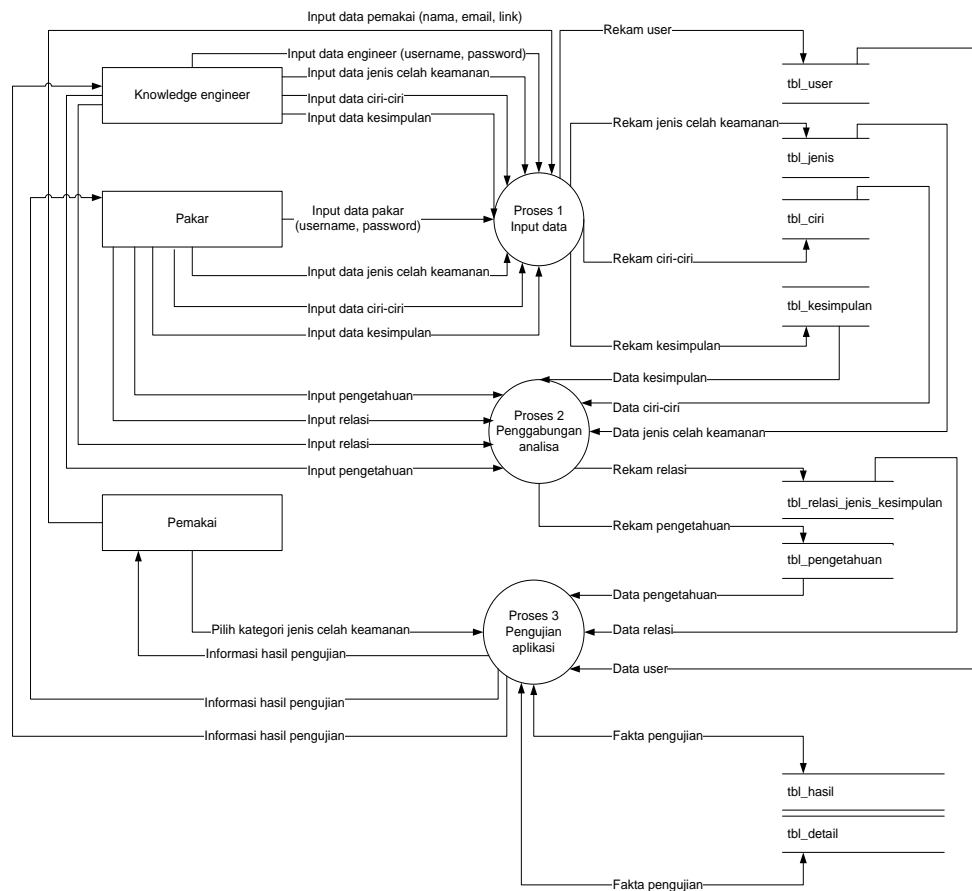 Input data pemakai (nama, email, link)
Rekam user
Input data engineer (username, password)
Input data jenis celah keamanan
Knowledge engineer
Input data ciri-ciri
Input data kesimpulan
tbl_user
Rekam jenis celah keamanan
tbl_jenis
Pakar
Input data pakar
(username, password)
Proses 1
Input data
tbl_ciri
Rekam ciri-ciri
Input data jenis celah keamanan
Input data ciri-ciri
tbl_kesimpulan
Input data kesimpulan
Rekam kesimpulan
Data kesimpulan
Input pengetahuan
Data ciri-ciri
Input relasi
Proses 2
Penggabungan
analisa
Data jenis celah keamanan
Input relasi
Input pengetahuan
Rekam relasi
tbl_relasi_jenis_kesimpulan
Pemakai
Rekam pengetahuan
tbl_pengetahuan
Data pengetahuan
Proses 3
Pengujian
aplikasi
Pilih kategori jenis celah keamanan
Data relasi
Informasi hasil pengujian
Data user
Informasi hasil pengujian
Informasi hasil pengujian
Fakta pengujian
tbl_hasil
tbl_detail
Fakta pengujian